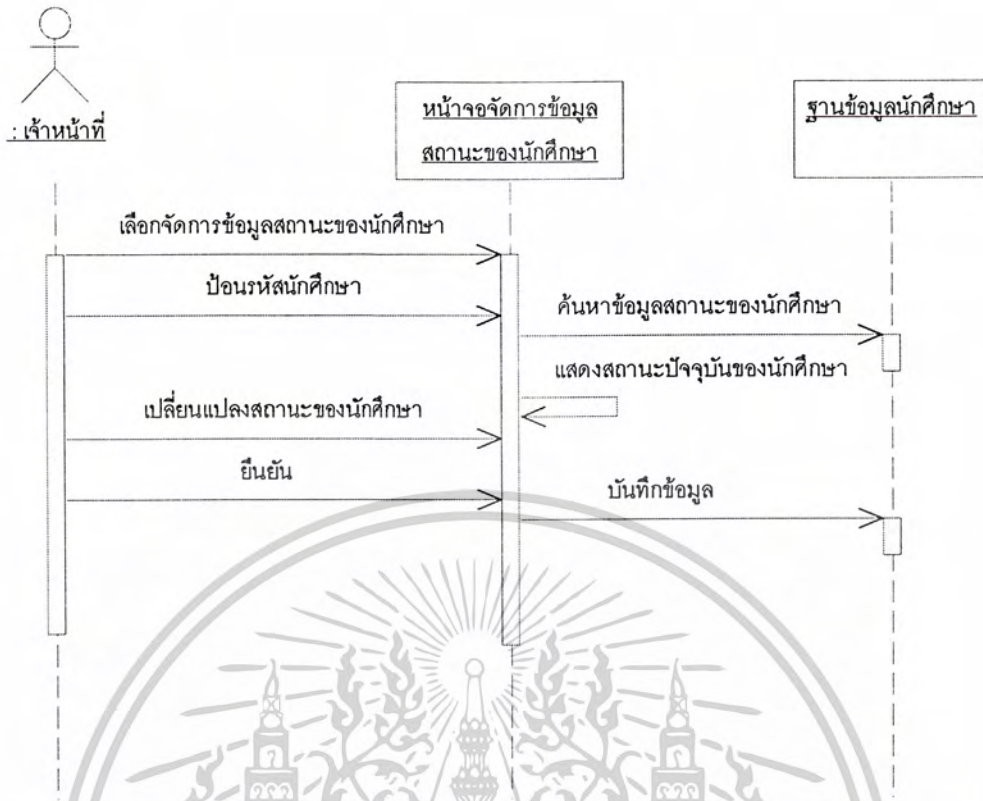 : เจ้าหน้าที่
หน้าจอจัดการข้อมูล
สถานะของนักศึกษา
ฐานข้อมูลนักศึกษา
เลือกจัดการข้อมูลสถานะของนักศึกษา
ป้อนรหัสนักศึกษา
ค้นหาข้อมูลสถานะของนักศึกษา
แสดงสถานะปัจจุบันของนักศึกษา
เปลี่ยนแปลงสถานะของนักศึกษา
ยืนยัน
บันทึกข้อมูล